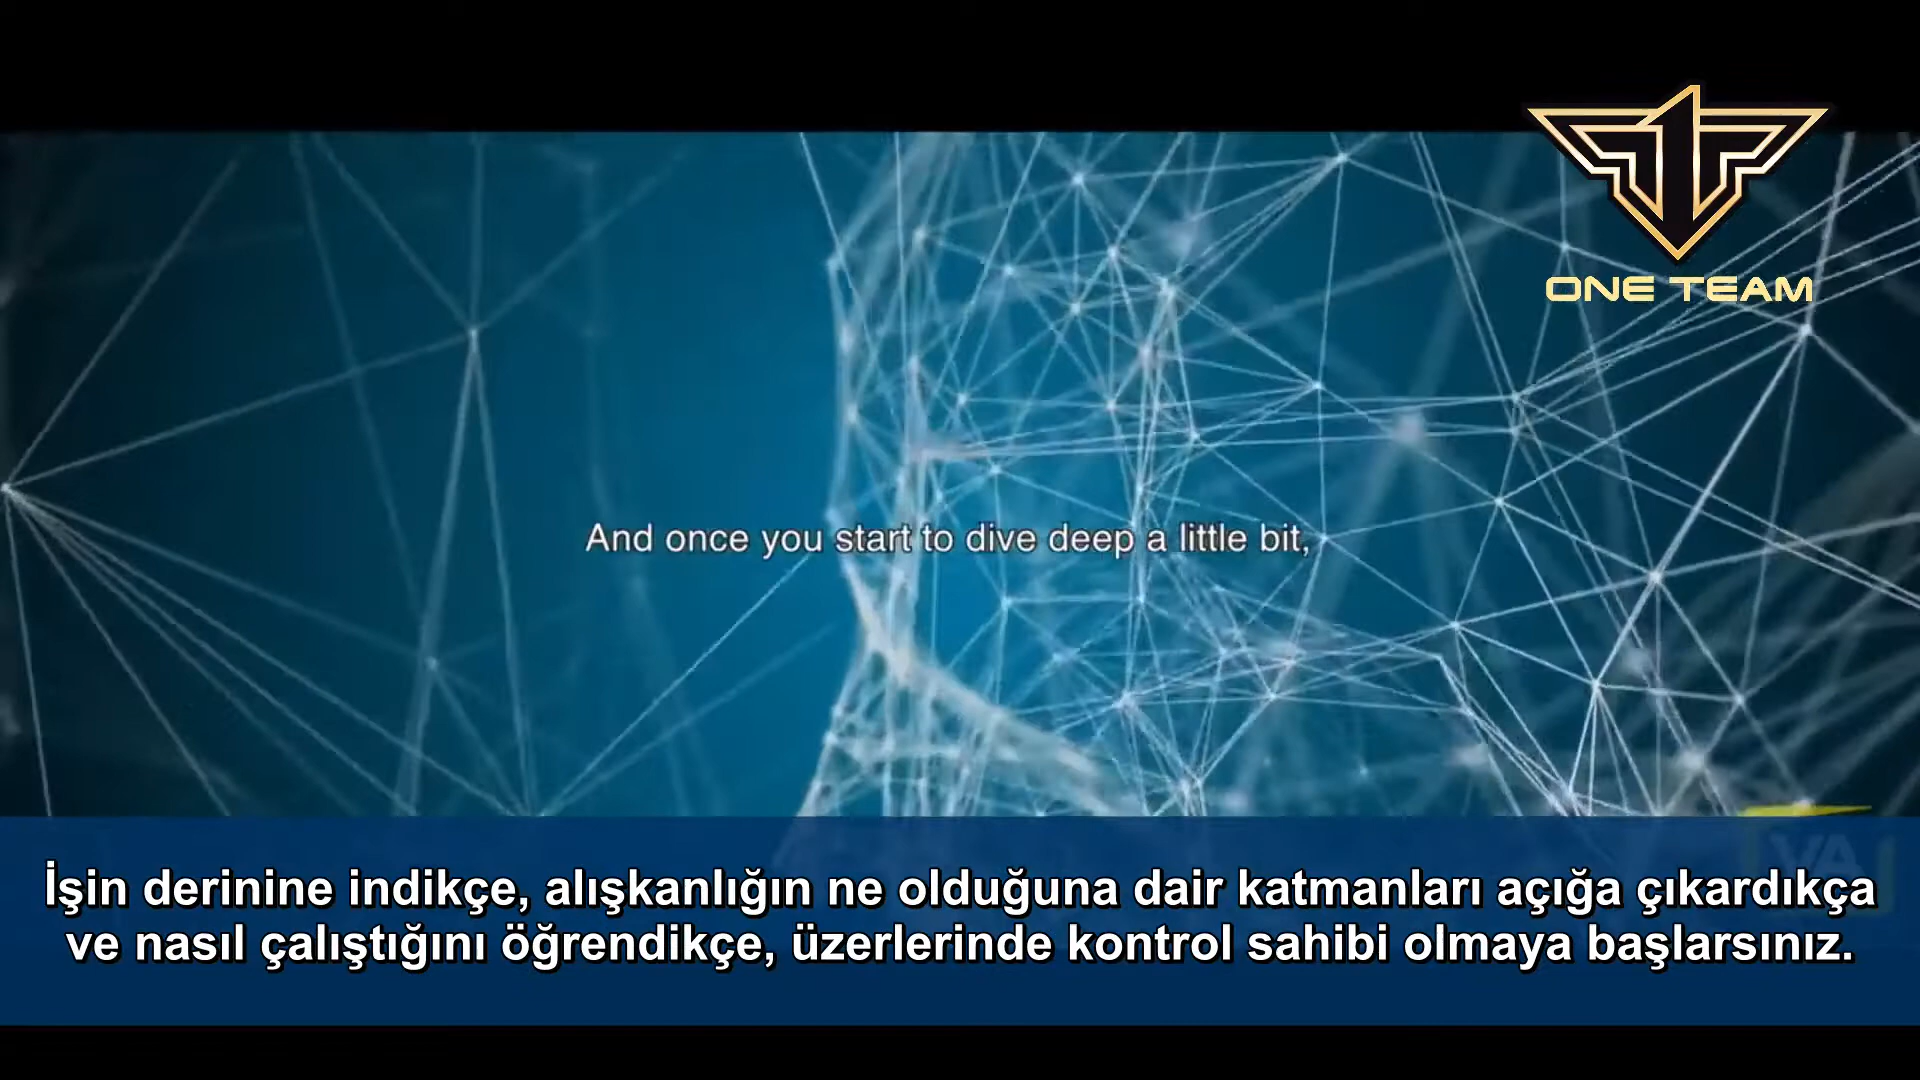 ONE TEAM
And once you start to dive deep a little bit,
VA
İşin derinine indikçe, alışkanlığın ne olduğuna dair katmanları açığa çıkardıkça
ve nasıl çalıştığını öğrendikçe, üzerlerinde kontrol sahibi olmaya başlarsınız.